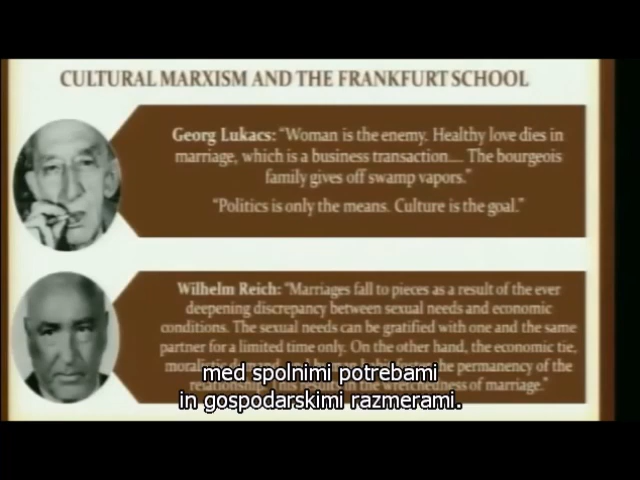 CULTURAL MARXISM AND THE FRANKFURT SCHOOL
Georg Lukacs: "Woman is the enemy. Healthy love dies in
marriage, which is a business transaction.... The bourgeois
family gives off swamp vapors."
"Politics is only the means. Culture is the goal."
Wilhelm Reich: "Marriages fall to pieces as a result of the ever
deepening discrepancy between sexual needs and economic
conditions. The sexual needs can be gratified with one and the same
partner for a limited time only. On the other hand, the economic tie,
the permanency of the
relationship. This results in the wretchedness of marriage."
med spolnimi potrebami
in gospodarskimi razmerami.